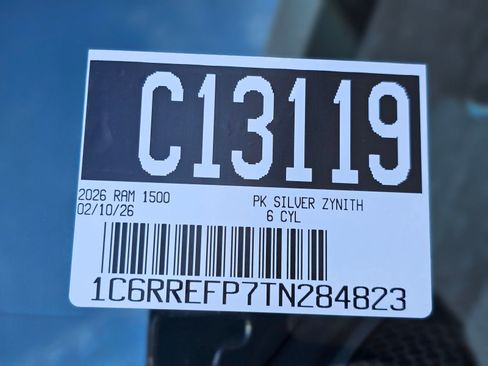 C13119
2026 RAM 1500 PK SILVER ZYNITH
02/10/26 6 CYL
1C6RREFP7TN284823